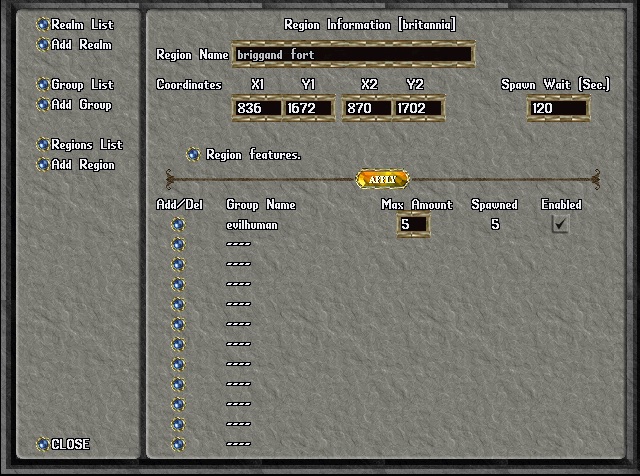 Realm List
Add Realm
Group List
Add Group
Regions List
Add Region
CLOSE
Region Information [britannia]
Region Name briggand fort
Coordinates X1 Y1 X2 Y2 Spawn Wait [Sec.]
836 1672 870 1702 120
Region features.
APPLY
Add/Del Group Name Max Amount Spawned Enabled
evilhuman 5 5
----
----
----
----
----
----
----
----
----
----
----